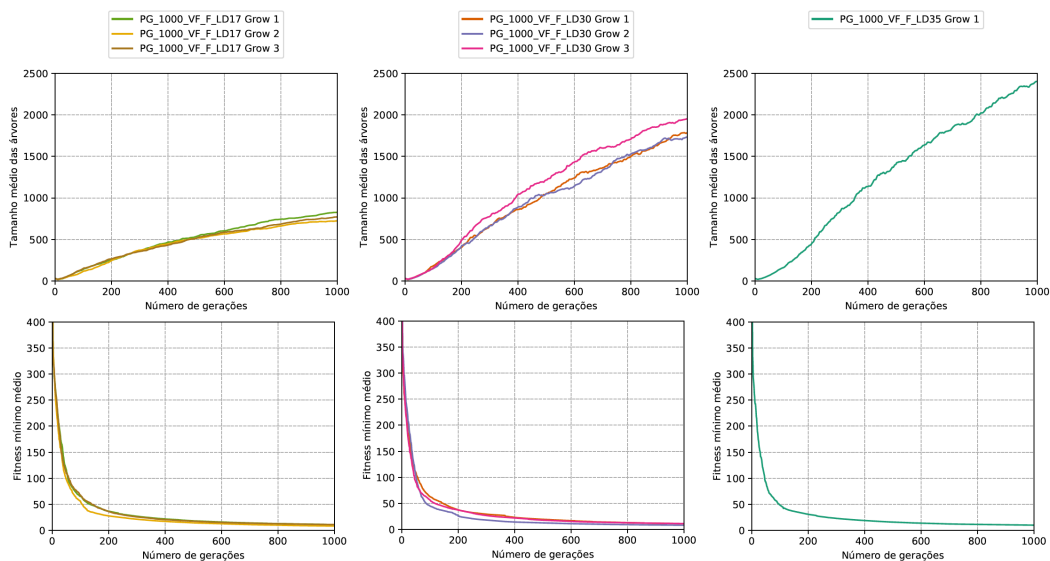 PG_1000_VF_F_LD17 Grow 1
PG_1000_VF_F_LD17 Grow 2
PG_1000_VF_F_LD17 Grow 3
PG_1000_VF_F_LD30 Grow 1
PG_1000_VF_F_LD30 Grow 2
PG_1000_VF_F_LD30 Grow 3
PG_1000_VF_F_LD35 Grow 1
Tamanho médio das árvores
2500
2000
1500
1000
500
0
0 200 400 600 800 1000
Número de gerações
Tamanho médio das árvores
2500
2000
1500
1000
500
0
0 200 400 600 800 1000
Número de gerações
Tamanho médio das árvores
2500
2000
1500
1000
500
0
0 200 400 600 800 1000
Número de gerações
Fitness mínimo médio
400
350
300
250
200
150
100
50
0
0 200 400 600 800 1000
Número de gerações
Fitness mínimo médio
400
350
300
250
200
150
100
50
0
0 200 400 600 800 1000
Número de gerações
Fitness mínimo médio
400
350
300
250
200
150
100
50
0
0 200 400 600 800 1000
Número de gerações